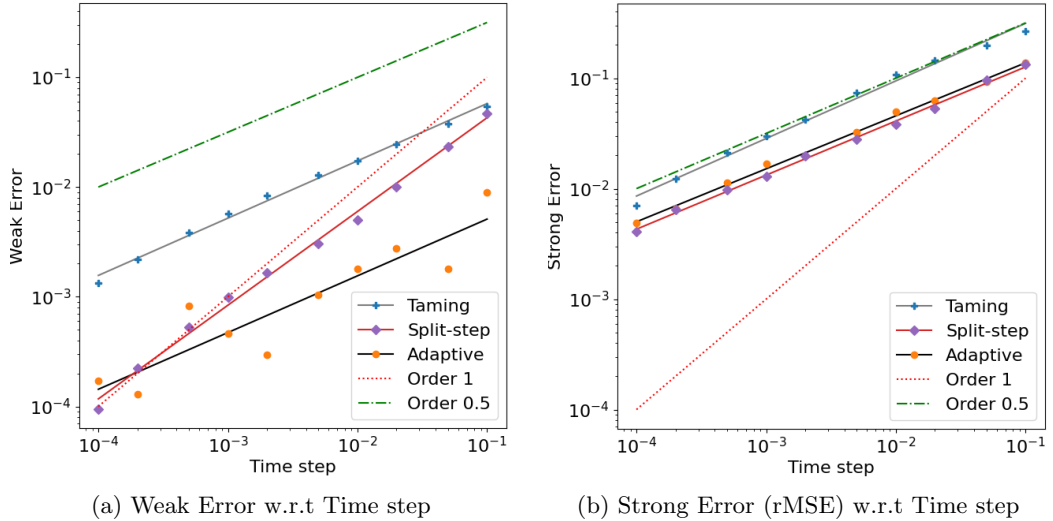 10⁻¹
10⁻²
10⁻³
10⁻⁴
Weak Error
10⁻⁴
10⁻³
10⁻²
10⁻¹
Time step
Taming
Split-step
Adaptive
Order 1
Order 0.5
(a) Weak Error w.r.t Time step
10⁻¹
10⁻²
10⁻³
10⁻⁴
Strong Error
10⁻⁴
10⁻³
10⁻²
10⁻¹
Time step
Taming
Split-step
Adaptive
Order 1
Order 0.5
(b) Strong Error (rMSE) w.r.t Time step